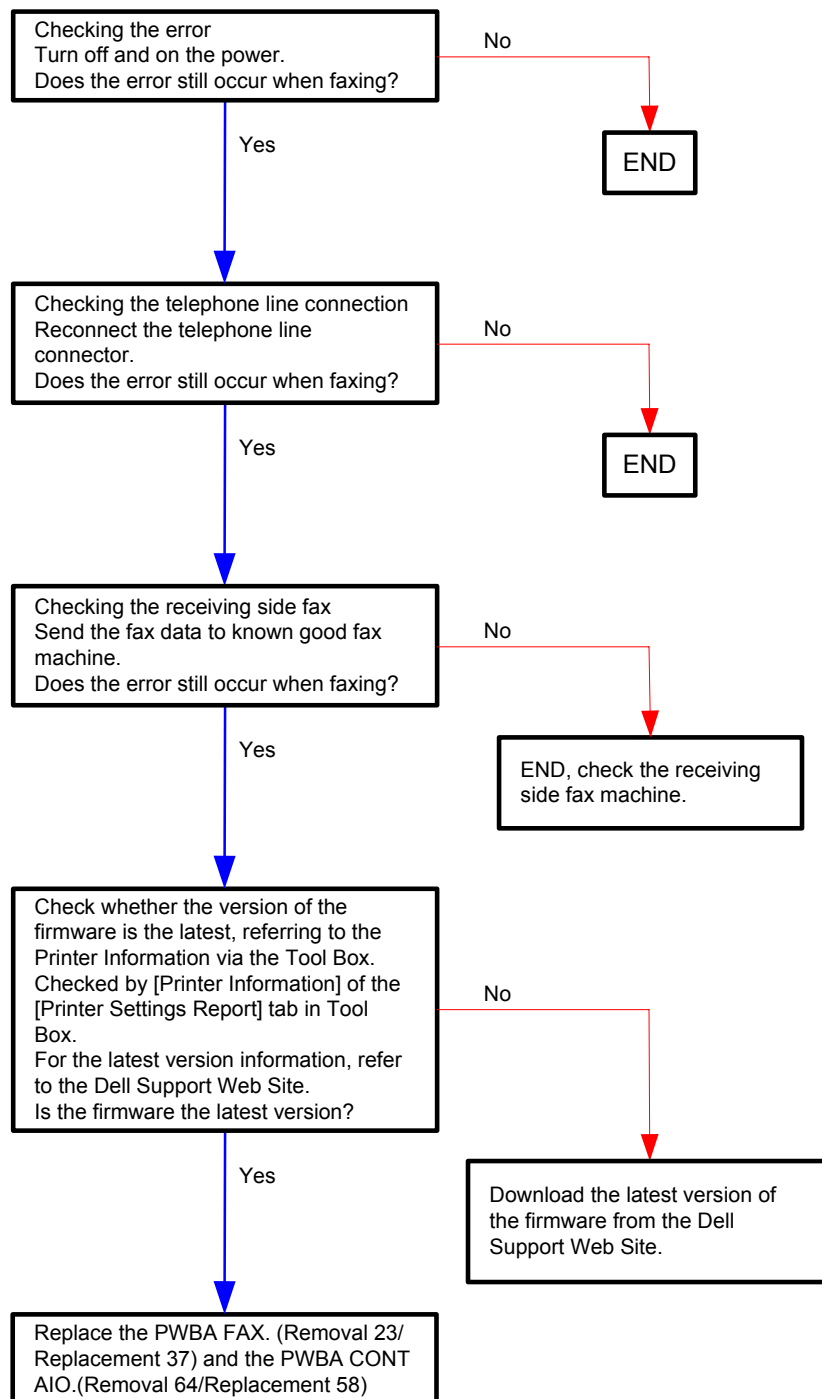 Checking the error
Turn off and on the power.
Does the error still occur when faxing?
No
END
Yes
Checking the telephone line connection
Reconnect the telephone line
connector.
Does the error still occur when faxing?
No
END
Yes
Checking the receiving side fax
Send the fax data to known good fax
machine.
Does the error still occur when faxing?
No
END, check the receiving
side fax machine.
Yes
Check whether the version of the
firmware is the latest, referring to the
Printer Information via the Tool Box.
Checked by [Printer Information] of the
[Printer Settings Report] tab in Tool
Box.
For the latest version information, refer
to the Dell Support Web Site.
Is the firmware the latest version?
No
Download the latest version of
the firmware from the Dell
Support Web Site.
Yes
Replace the PWBA FAX. (Removal 23/
Replacement 37) and the PWBA CONT
AIO.(Removal 64/Replacement 58)